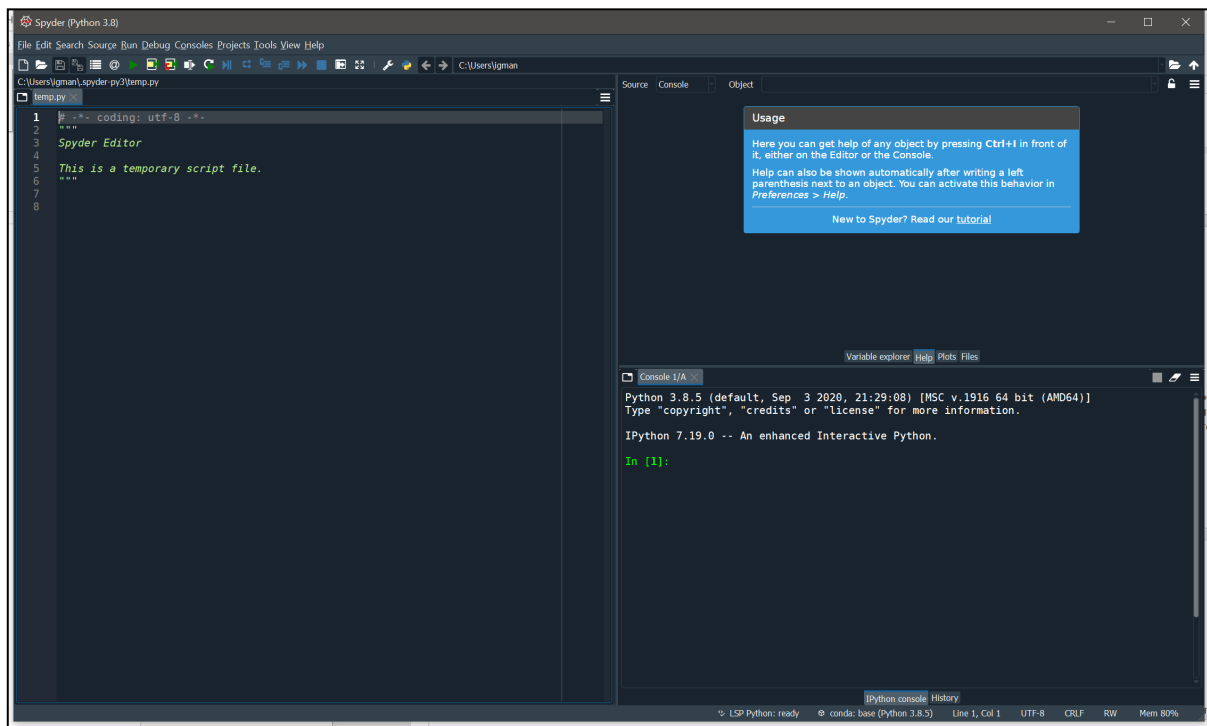 Spyder (Python 3.8)
File Edit Search Source Run Debug Consoles Projects Tools View Help
C:\Users\lgman
C:\Users\lgman\.spyder-py3\temp.py
temp.py
1 # -*- coding: utf-8 -*-
2 """
3 Spyder Editor
4
5 This is a temporary script file.
6 """
7
8
Source Console Object
Usage
Here you can get help of any object by pressing Ctrl+I in front of
it, either on the Editor or the Console.
Help can also be shown automatically after writing a left
parenthesis next to an object. You can activate this behavior in
Preferences > Help.
New to Spyder? Read our tutorial
Variable explorer Help Plots Files
Console 1/A
Python 3.8.5 (default, Sep  3 2020, 21:29:08) [MSC v.1916 64 bit (AMD64)]
Type "copyright", "credits" or "license" for more information.
IPython 7.19.0 -- An enhanced Interactive Python.
In [1]:
IPython console History
LSP Python: ready conda: base (Python 3.8.5) Line 1, Col 1 UTF-8 CRLF RW Mem 80%